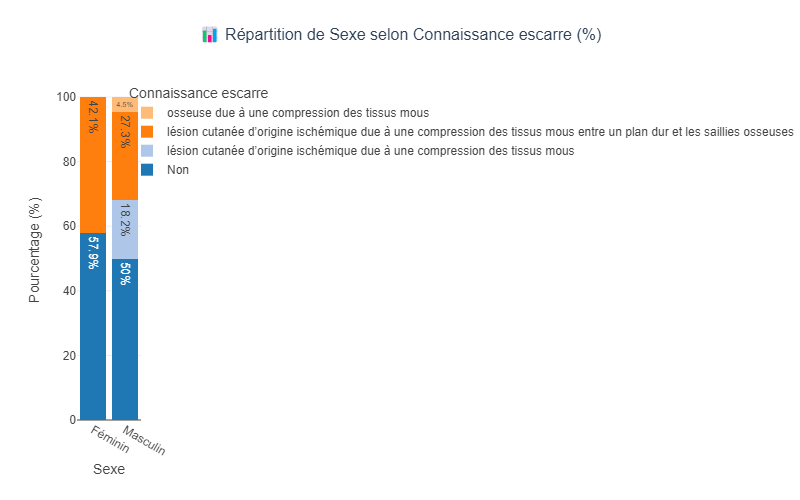 📊 Répartition de Sexe selon Connaissance escarre (%)
Connaissance escarre
osseuse due à une compression des tissus mous
lésion cutanée d’origine ischémique due à une compression des tissus mous entre un plan dur et les saillies osseuses
lésion cutanée d’origine ischémique due à une compression des tissus mous
Non
Pourcentage (%)
100
80
60
40
20
0
42.1%
57.9%
4.5%
27.3%
18.2%
50%
Féminin
Masculin
Sexe